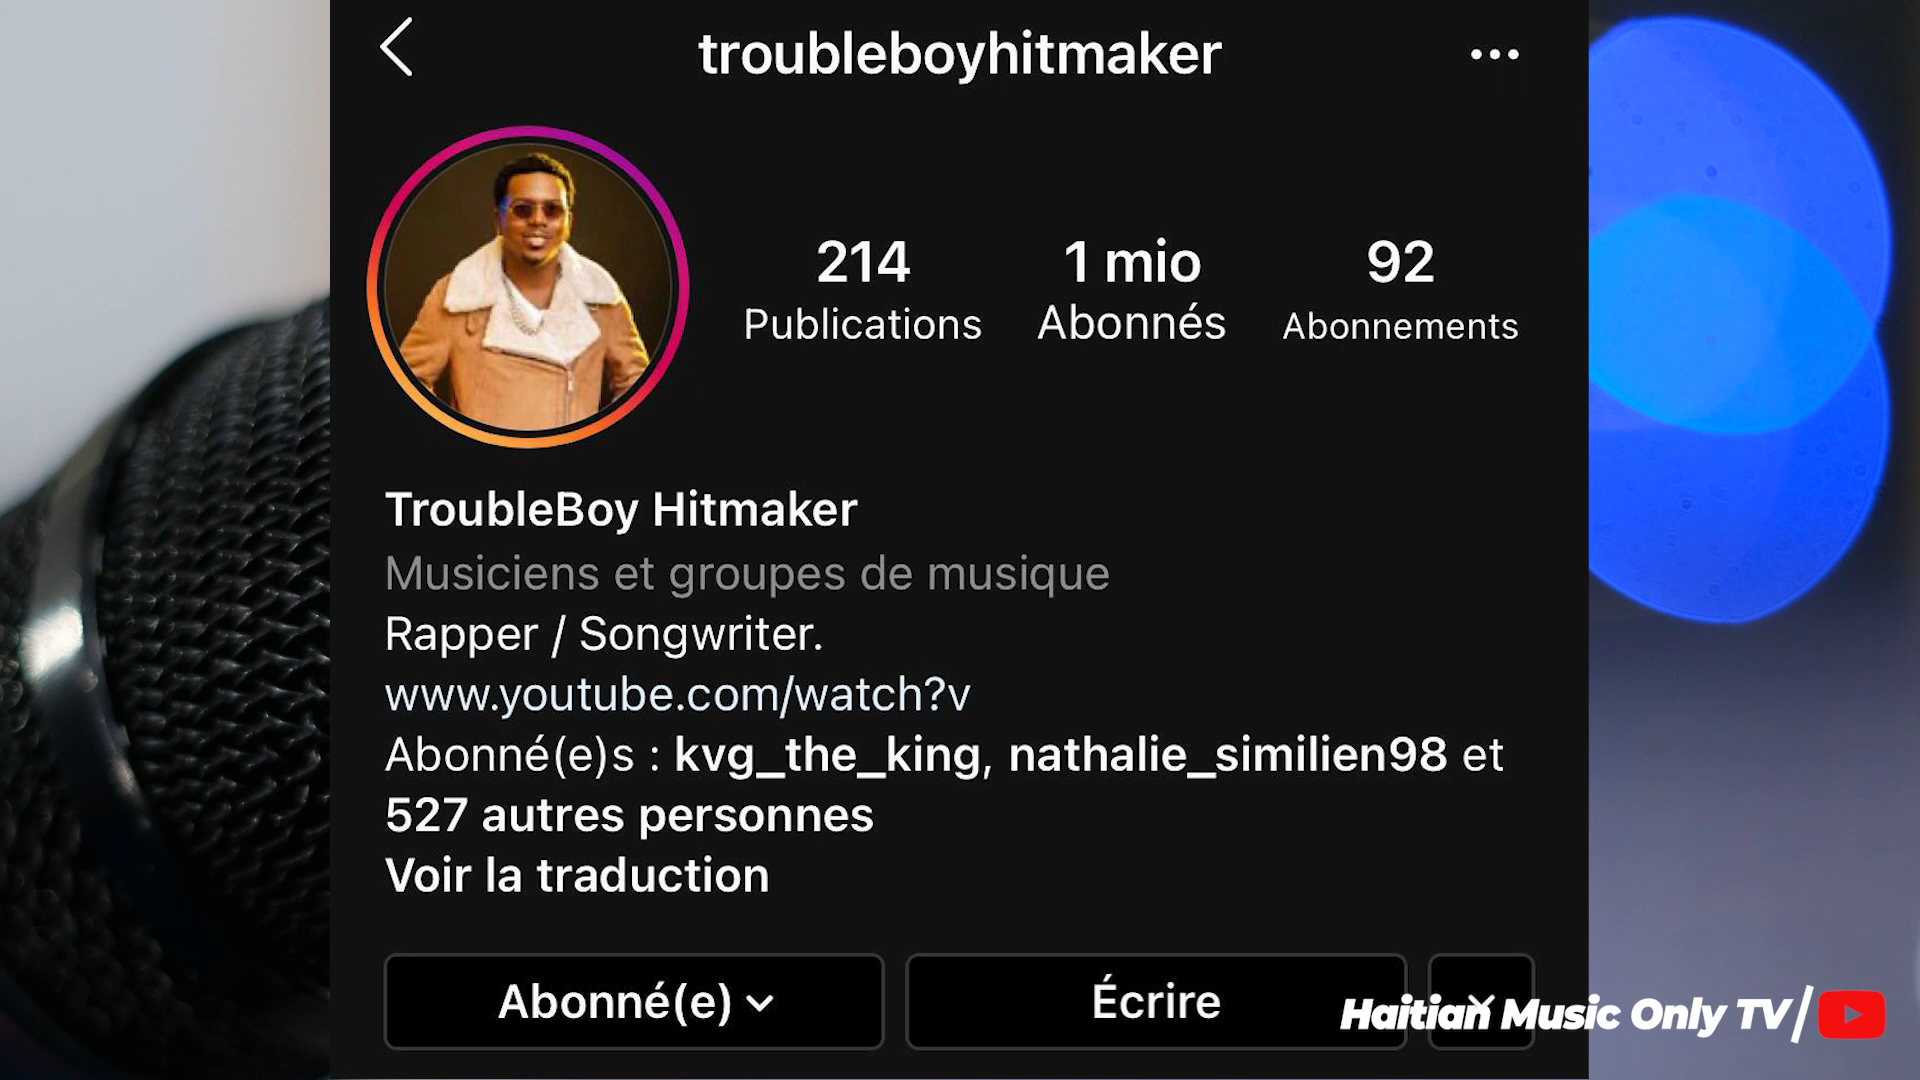 troubleboyhitmaker
214
1 mio
92
Publications
Abonnés
Abonnements
TroubleBoy Hitmaker
Musiciens et groupes de musique
Rapper / Songwriter.
www.youtube.com/watch?v
Abonné(e)s : kvg_the_king, nathalie_similien98 et
527 autres personnes
Voir la traduction
Abonné(e)
Écrire
Haitian Music Only TV/